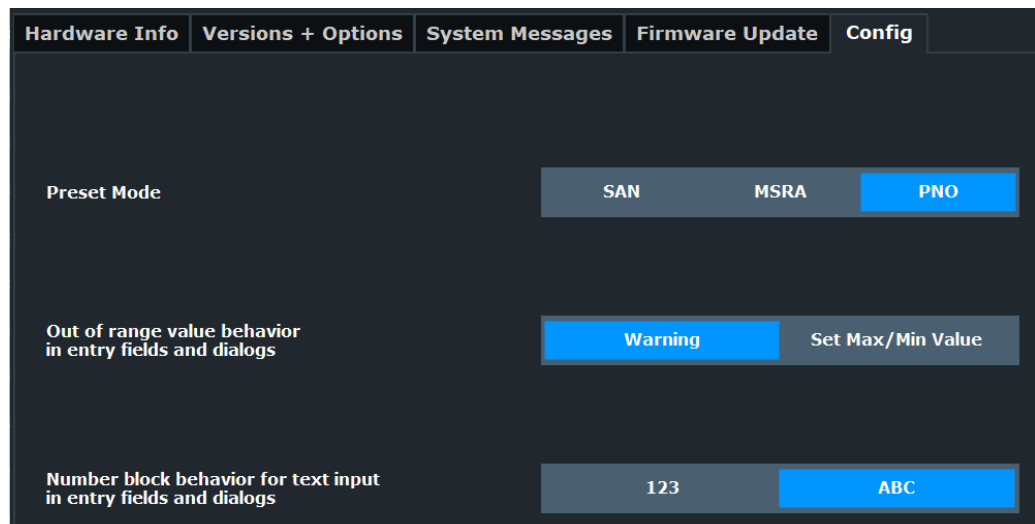 Hardware Info Versions + Options System Messages Firmware Update Config
Preset Mode SAN MSRA PNO
Out of range value behavior
in entry fields and dialogs Warning Set Max/Min Value
Number block behavior for text input
in entry fields and dialogs 123 ABC